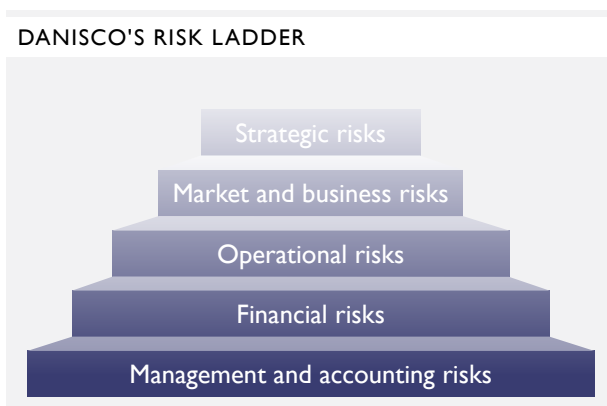 DANISCO'S RISK LADDER
Strategic risks
Market and business risks
Operational risks
Financial risks
Management and accounting risks